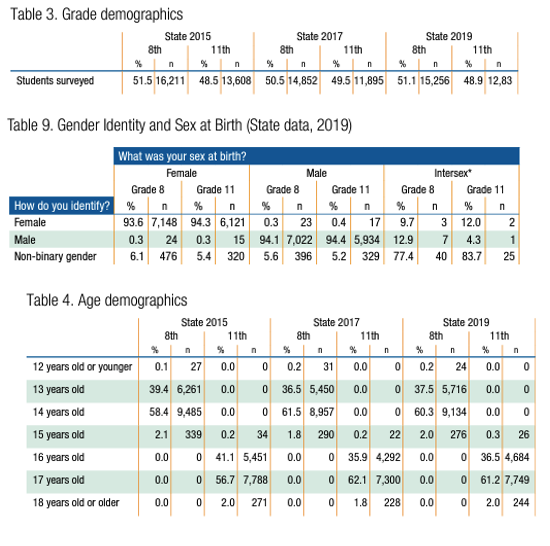 Table 3. Grade demographics
State 2015 State 2017 State 2019
8th 11th 8th 11th 8th 11th
% n % n % n % n % n % n
Students surveyed 51.5 16,211 48.5 13,608 50.5 14,852 49.5 11,895 51.1 15,256 48.9 12,83
Table 9. Gender Identity and Sex at Birth (State data, 2019)
What was your sex at birth?
Female Male Intersex*
Grade 8 Grade 11 Grade 8 Grade 11 Grade 8 Grade 11
How do you identify? % n % n % n % n % n % n
Female 93.6 7,148 94.3 6,121 0.3 23 0.4 17 9.7 3 12.0 2
Male 0.3 24 0.3 15 94.1 7,022 94.4 5,934 12.9 7 4.3 1
Non-binary gender 6.1 476 5.4 320 5.6 396 5.2 329 77.4 40 83.7 25
Table 4. Age demographics
State 2015 State 2017 State 2019
8th 11th 8th 11th 8th 11th
% n % n % n % n % n % n
12 years old or younger 0.1 27 0.0 0 0.2 31 0.0 0 0.2 24 0.0 0
13 years old 39.4 6,261 0.0 0 36.5 5,450 0.0 0 37.5 5,716 0.0 0
14 years old 58.4 9,485 0.0 0 61.5 8,957 0.0 0 60.3 9,134 0.0 0
15 years old 2.1 339 0.2 34 1.8 290 0.2 22 2.0 276 0.3 26
16 years old 0.0 0 41.1 5,451 0.0 0 35.9 4,292 0.0 0 36.5 4,684
17 years old 0.0 0 56.7 7,788 0.0 0 62.1 7,300 0.0 0 61.2 7,749
18 years old or older 0.0 0 2.0 271 0.0 0 1.8 228 0.0 0 2.0 244